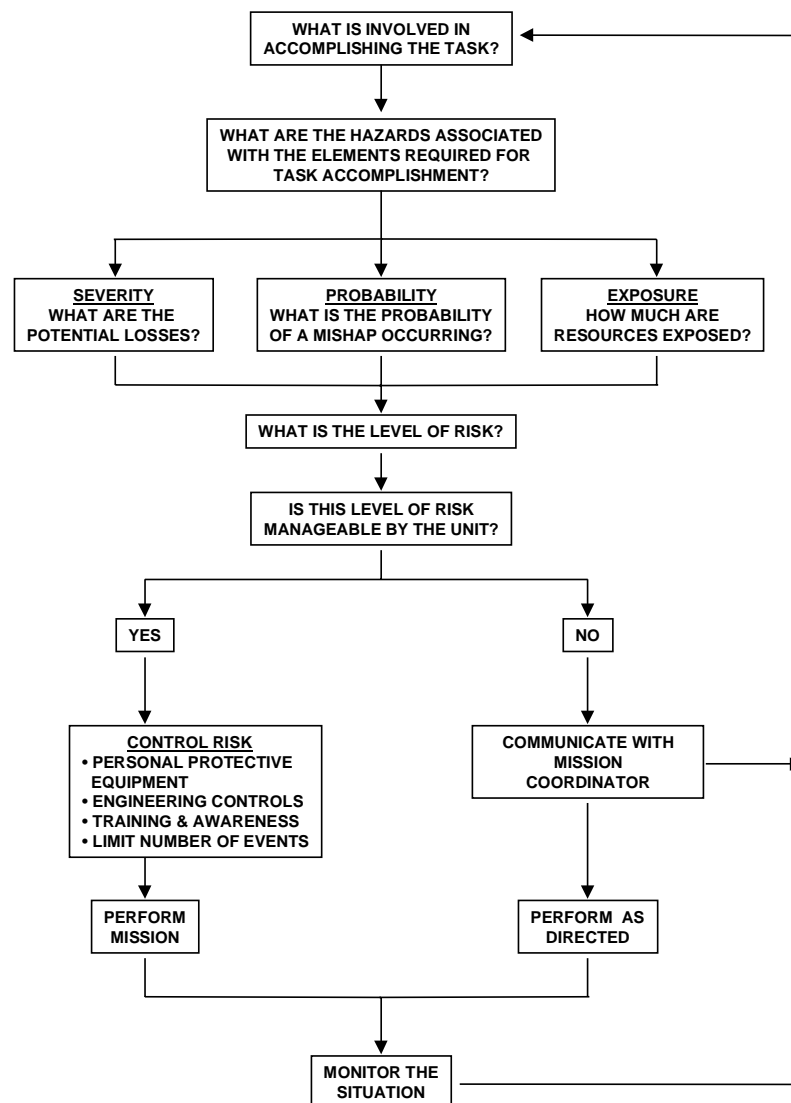 WHAT IS INVOLVED IN
ACCOMPLISHING THE TASK?
WHAT ARE THE HAZARDS ASSOCIATED
WITH THE ELEMENTS REQUIRED FOR
TASK ACCOMPLISHMENT?
SEVERITY
WHAT ARE THE
POTENTIAL LOSSES?
PROBABILITY
WHAT IS THE PROBABILITY
OF A MISHAP OCCURRING?
EXPOSURE
HOW MUCH ARE
RESOURCES EXPOSED?
WHAT IS THE LEVEL OF RISK?
IS THIS LEVEL OF RISK
MANAGEABLE BY THE UNIT?
YES
NO
CONTROL RISK
• PERSONAL PROTECTIVE
EQUIPMENT
• ENGINEERING CONTROLS
• TRAINING & AWARENESS
• LIMIT NUMBER OF EVENTS
COMMUNICATE WITH
MISSION
COORDINATOR
PERFORM
MISSION
PERFORM AS
DIRECTED
MONITOR THE
SITUATION